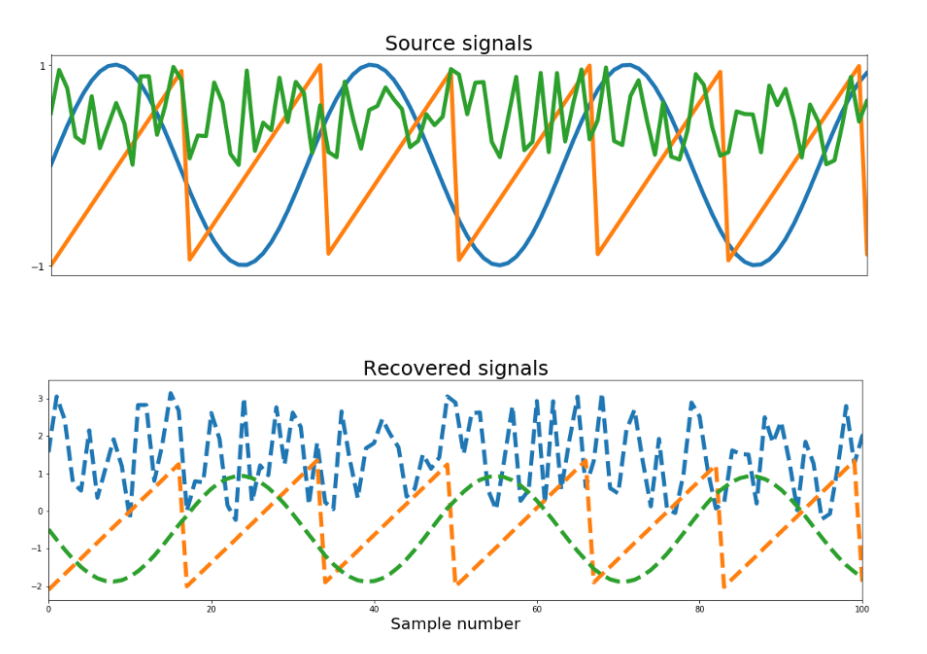 Source signals
1
−1
Recovered signals
3
2
1
0
−1
−2
0 20 40 60 80 100
Sample number